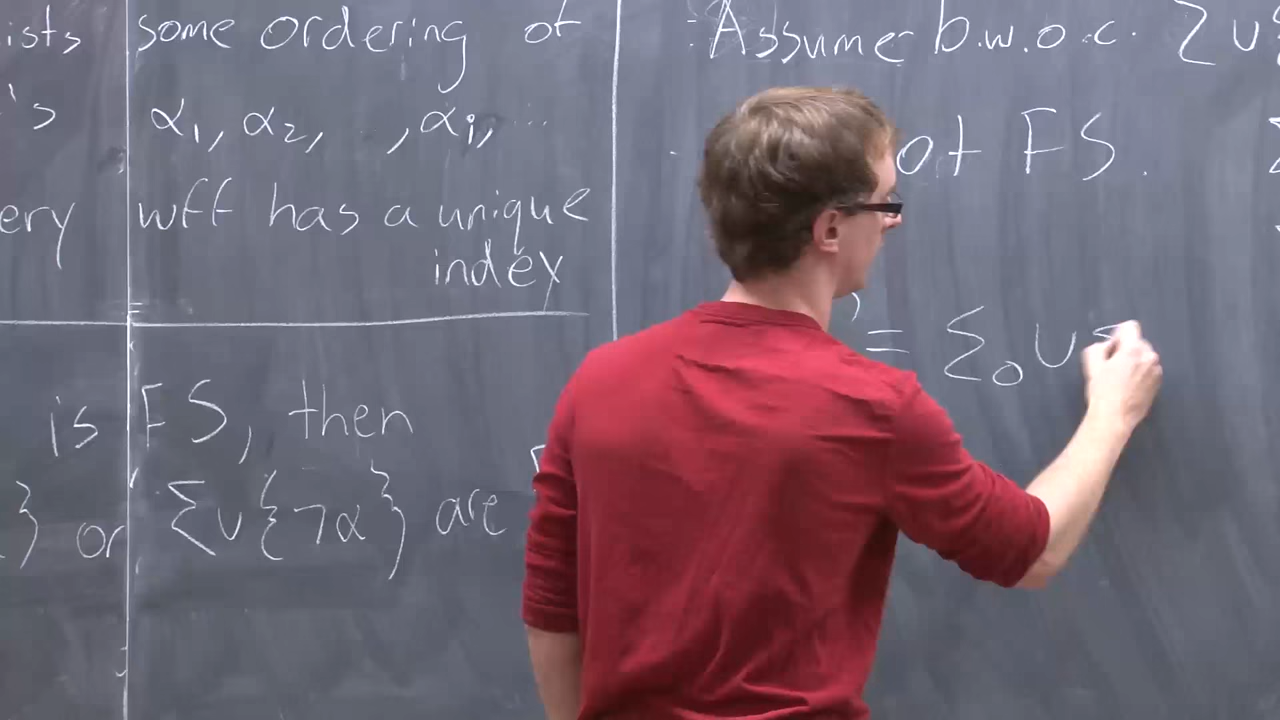 ists some ordering of
's α₁, α₂, , αᵢ, ...
ery wff has a unique
index
is FS, then
} or Σ∪{¬α} are
Assume b.w.o.c. Σ∪{
ot FS.
' = Σ₀ ∪